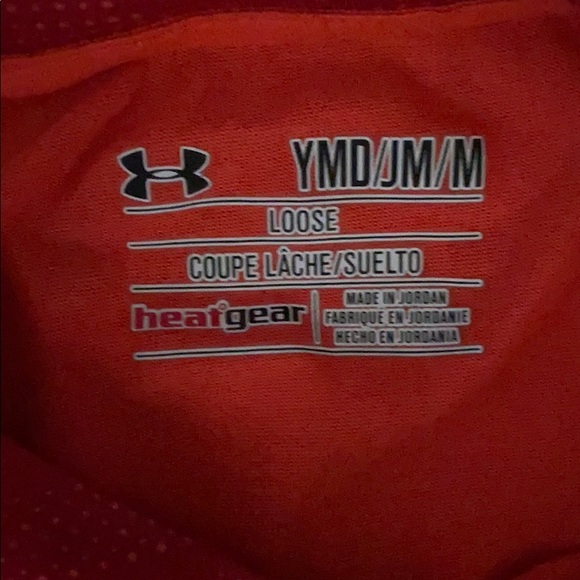 YMD/JM/M
LOOSE
COUPE LÂCHE/SUELTO
heatgear
MADE IN JORDAN
FABRIQUE EN JORDANIE
HECHO EN JORDANIA